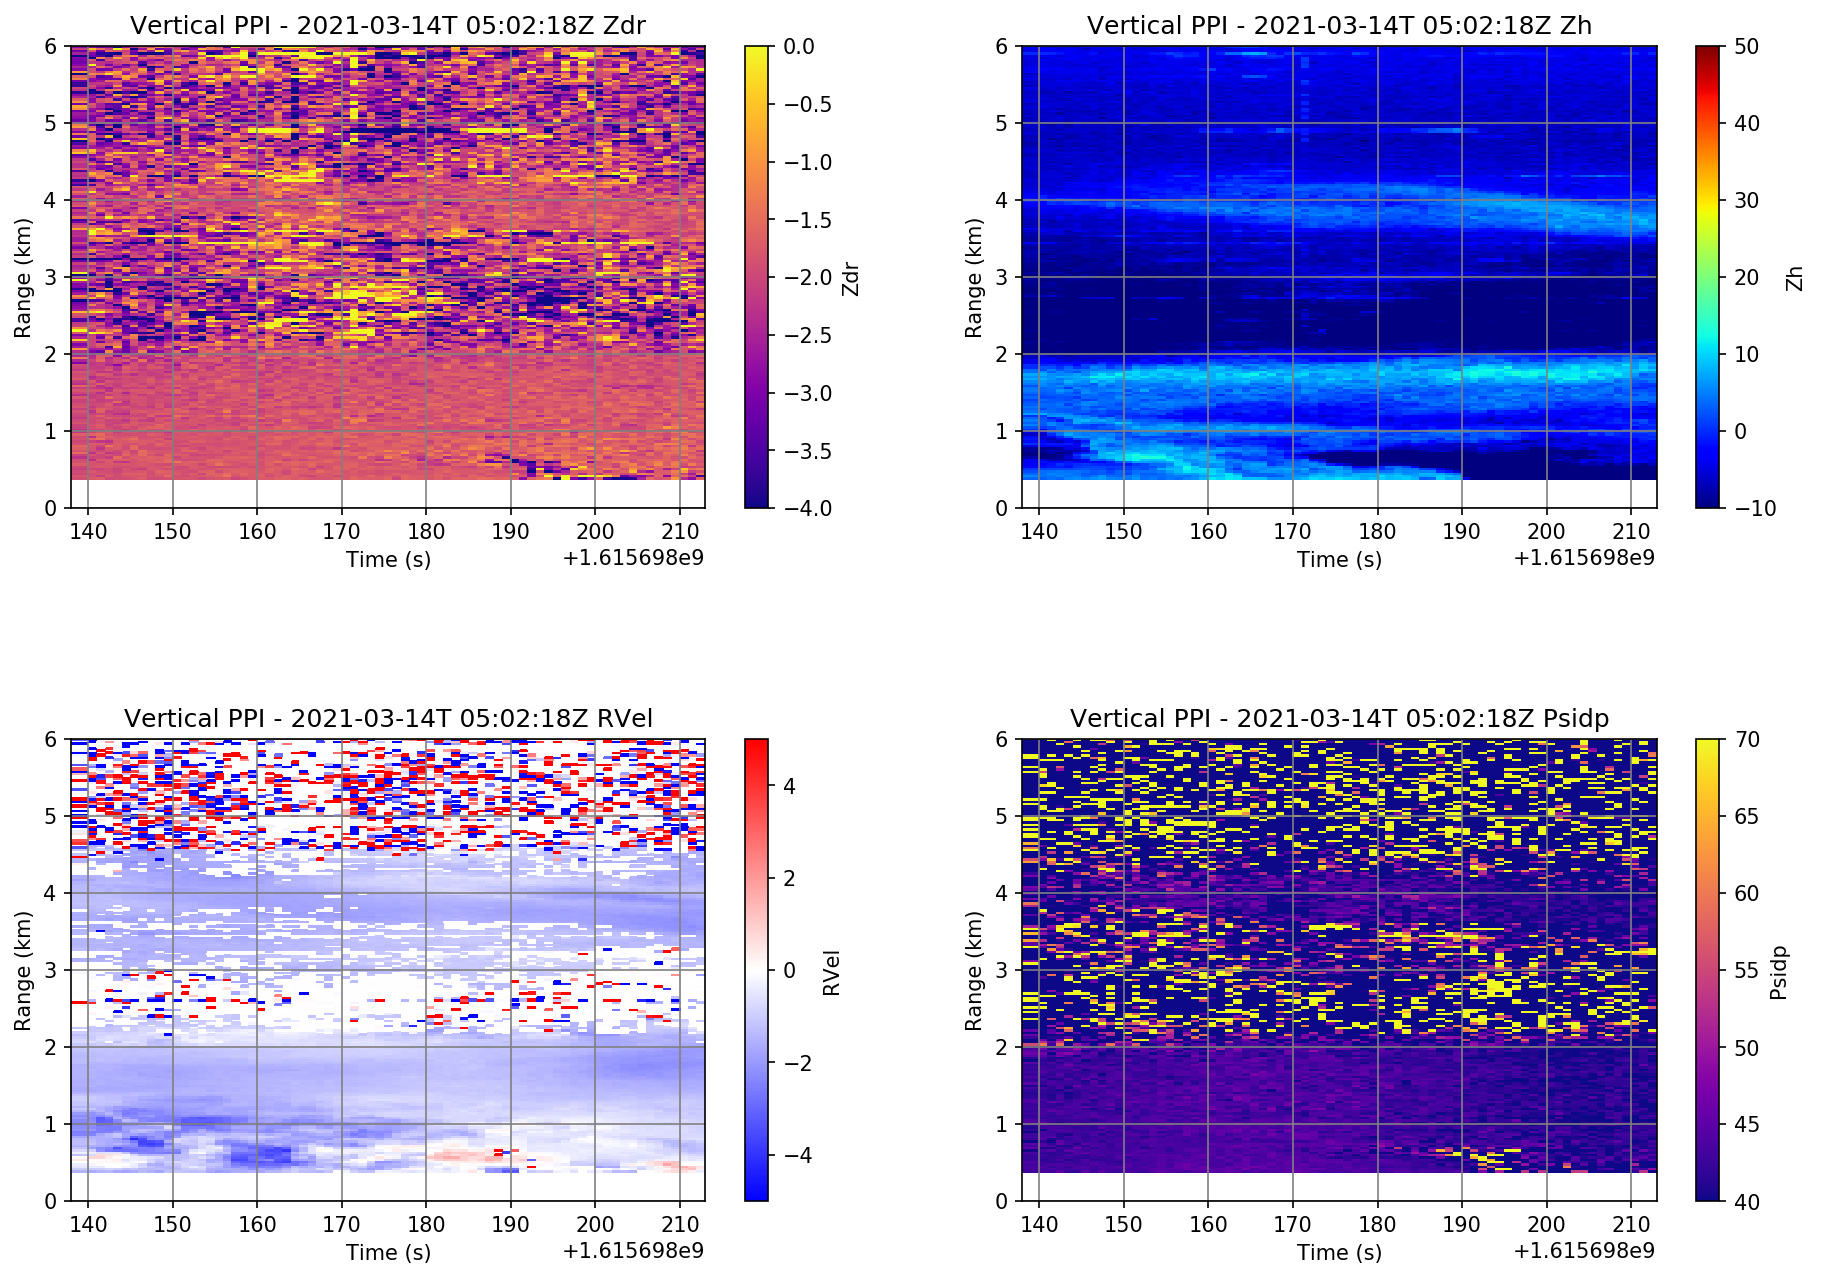 Vertical PPI - 2021-03-14T 05:02:18Z Zdr
6
5
4
3
2
1
0
Range (km)
140 150 160 170 180 190 200 210
Time (s)
+1.615698e9
0.0
−0.5
−1.0
−1.5
−2.0
−2.5
−3.0
−3.5
−4.0
Zdr
Vertical PPI - 2021-03-14T 05:02:18Z Zh
6
5
4
3
2
1
0
Range (km)
140 150 160 170 180 190 200 210
Time (s)
+1.615698e9
50
40
30
20
10
0
−10
Zh
Vertical PPI - 2021-03-14T 05:02:18Z RVel
6
5
4
3
2
1
0
Range (km)
140 150 160 170 180 190 200 210
Time (s)
+1.615698e9
4
2
0
−2
−4
RVel
Vertical PPI - 2021-03-14T 05:02:18Z Psidp
6
5
4
3
2
1
0
Range (km)
140 150 160 170 180 190 200 210
Time (s)
+1.615698e9
70
65
60
55
50
45
40
Psidp